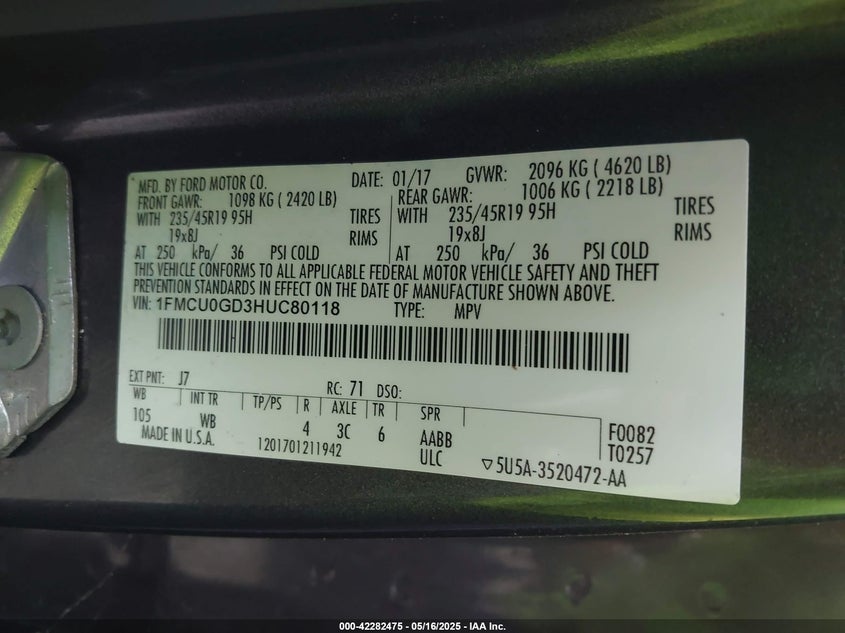 MFD. BY FORD MOTOR CO. DATE: 01/17 GVWR: 2096 KG ( 4620 LB)
FRONT GAWR: 1098 KG ( 2420 LB) REAR GAWR: 1006 KG ( 2218 LB)
WITH 235/45R19 95H TIRES WITH 235/45R19 95H TIRES
19x8J RIMS 19x8J RIMS
AT 250 kPa/ 36 PSI COLD AT 250 kPa/ 36 PSI COLD
THIS VEHICLE CONFORMS TO ALL APPLICABLE FEDERAL MOTOR VEHICLE SAFETY AND THEFT
PREVENTION STANDARDS IN EFFECT ON THE DATE OF MANUFACTURE SHOWN ABOVE.
VIN: 1FMCU0GD3HUC80118 TYPE: MPV
EXT PNT: J7 RC: 71 DSO:
WB INT TR TP/PS R AXLE TR SPR
105 WB 4 3C 6 AABB F0082
MADE IN U.S.A. 1201701211942 ULC T0257
▽5U5A-3520472-AA
000-42282475 - 05/16/2025 - IAA Inc.